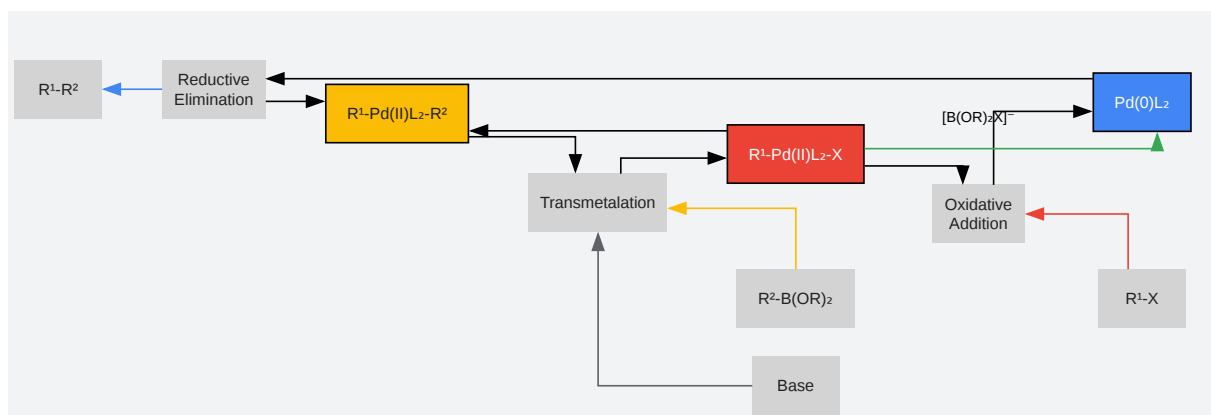 R¹-R²
Reductive
Elimination
R¹-Pd(II)L₂-R²
R¹-Pd(II)L₂-X
[B(OR)₂X]⁻
Pd(0)L₂
Transmetalation
Oxidative
Addition
R²-B(OR)₂
R¹-X
Base